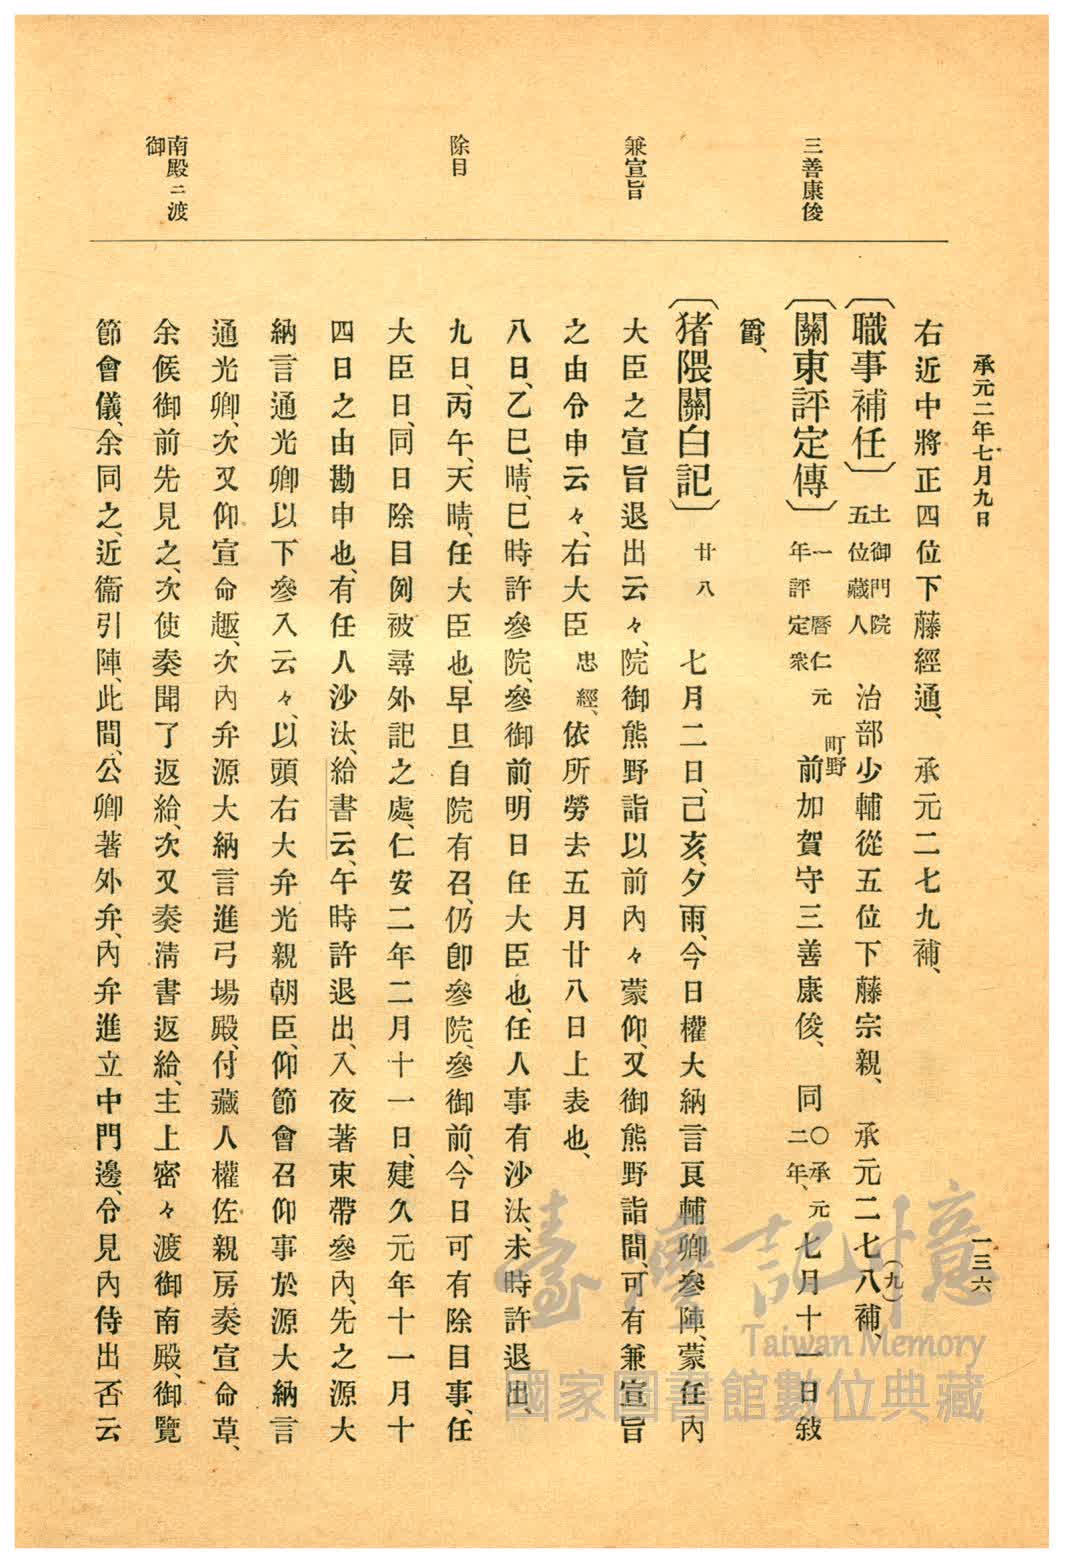 承元二年七月九日
一三六
三善康俊
兼宣旨
除目
南殿ニ渡
御
右近中將正四位下藤經通、　承元二七九補、
〔職事補任〕土御門院五位藏人　治部少輔從五位下藤宗親、　承元二七八(九)補、
〔關東評定傳〕一曆仁元年評定衆　前加賀守三善康俊、町野　同二年、○承元七月十一日敍
爵、
〔猪隈關白記〕廿八　七月二日、己亥、夕雨、今日權大納言良輔卿參陣、蒙任內
大臣之宣旨退出云々、院御熊野詣以前內々蒙仰、又御熊野詣間、可有兼宣旨
之由令申云々、右大臣忠經、依所勞去五月廿八日上表也、
八日、乙巳、晴、巳時許參院、參御前、明日任大臣也、任人事有沙汰、未時許退出、
九日、丙午、天晴、任大臣也、早旦自院有召、仍卽參院、參御前、今日可有除目事、任
大臣日、同日除目例被尋外記之處、仁安二年二月十一日、建久元年十一月十
四日之由勘申也、有任人沙汰、給書云、午時許退出、入夜著束帶參內、先之源大
納言通光卿以下參入云々、以頭右大弁光親朝臣、仰節會召仰事於源大納言
通光卿、次又仰宣命趣、次內弁源大納言進弓場殿、付藏人權佐親房奏宣命草、
余候御前先見之、次使奏聞了返給、次又奏淸書返給、主上密々渡御南殿、御覽
節會儀、余同之、近衞引陣、此間、公卿著外弁、內弁進立中門邊、令見內侍出否云
臺灣記憶
Taiwan Memory
國家圖書館數位典藏